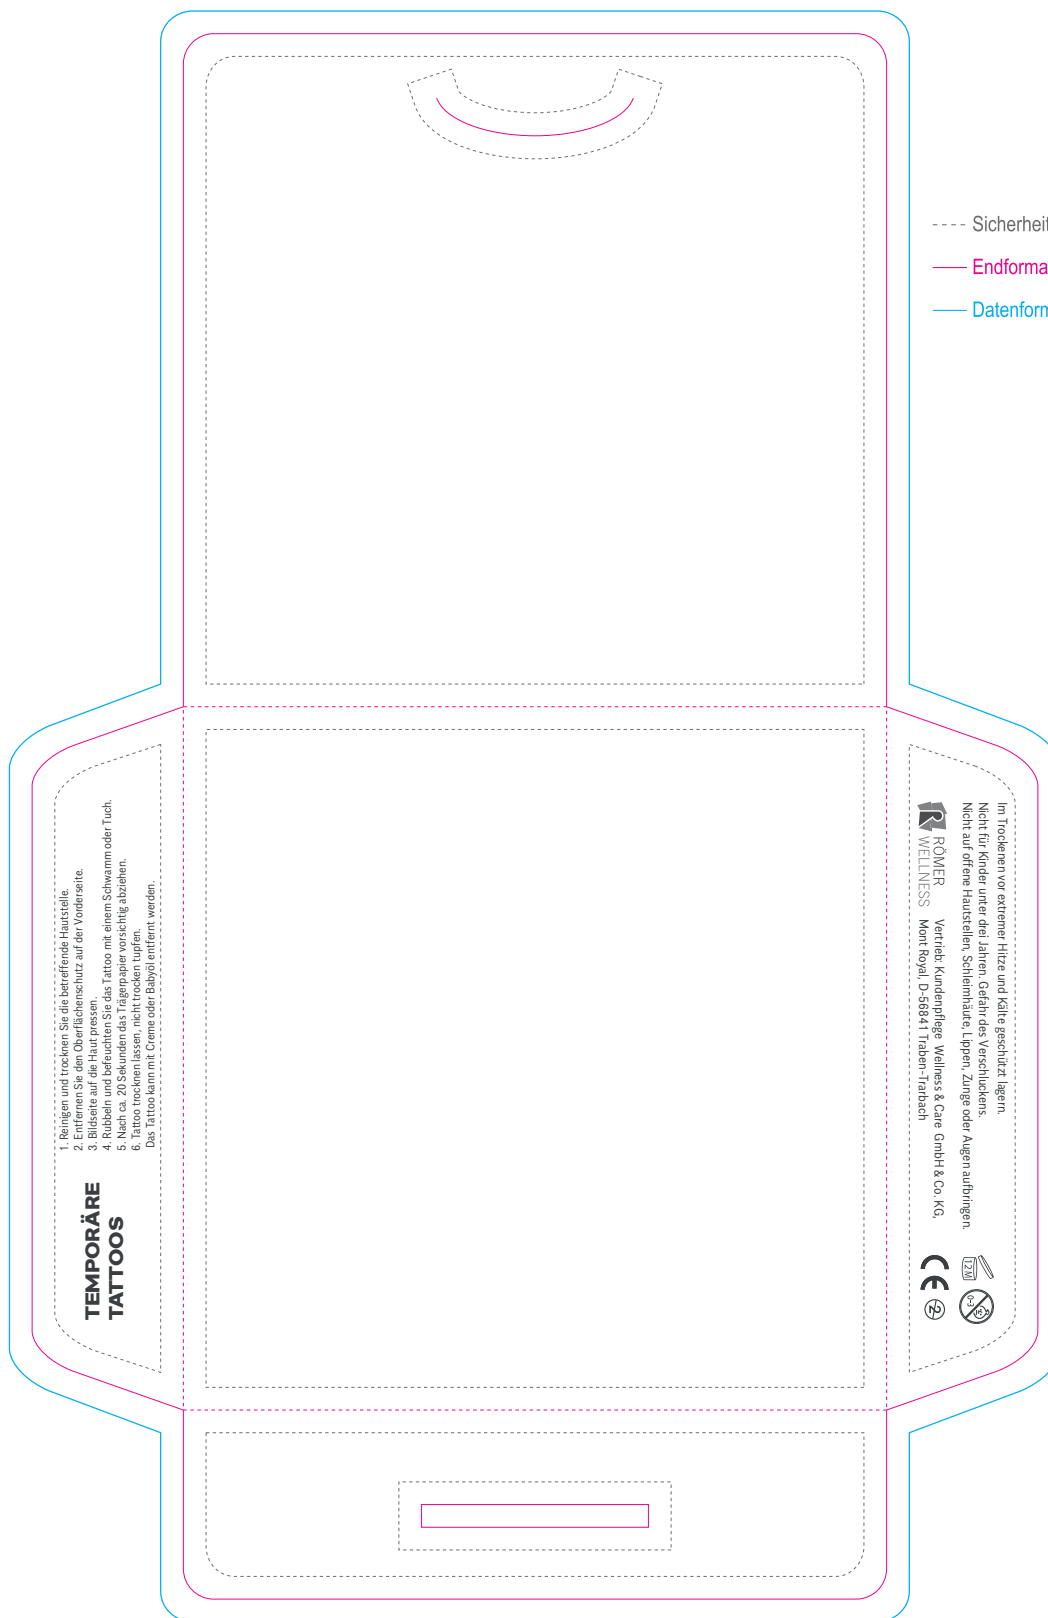 Sicherheit
Endforma
Datenform
TEMPORÄRE
TATTOOS
1. Reinigen und trocknen Sie die betreffende Hautstelle.
2. Entfernen Sie den Oberflächenschutz auf der Vorderseite.
3. Bildseite auf die Haut pressen.
4. Rubbeln und befeuchten Sie das Tattoo mit einem Schwamm oder Tuch.
5. Nach ca. 20 Sekunden das Trägerpapier vorsichtig abziehen.
6. Tattoo trocknen lassen, nicht trocken tupfen.
Das Tattoo kann mit Creme oder Babyöl entfernt werden.
Im Trockenen vor extremer Hitze und Kälte geschützt lagern.
Nicht für Kinder unter drei Jahren. Gefahr des Verschluckens.
Nicht auf offene Hautstellen, Schleimhäute, Lippen, Zunge oder Augen aufbringen.
R
RÖMER
WELLNESS
Vertrieb: Kundenpflege Wellness & Care GmbH & Co. KG,
Mont Royal, D-56841 Traben-Trarbach
12 M
0-3
CE
2